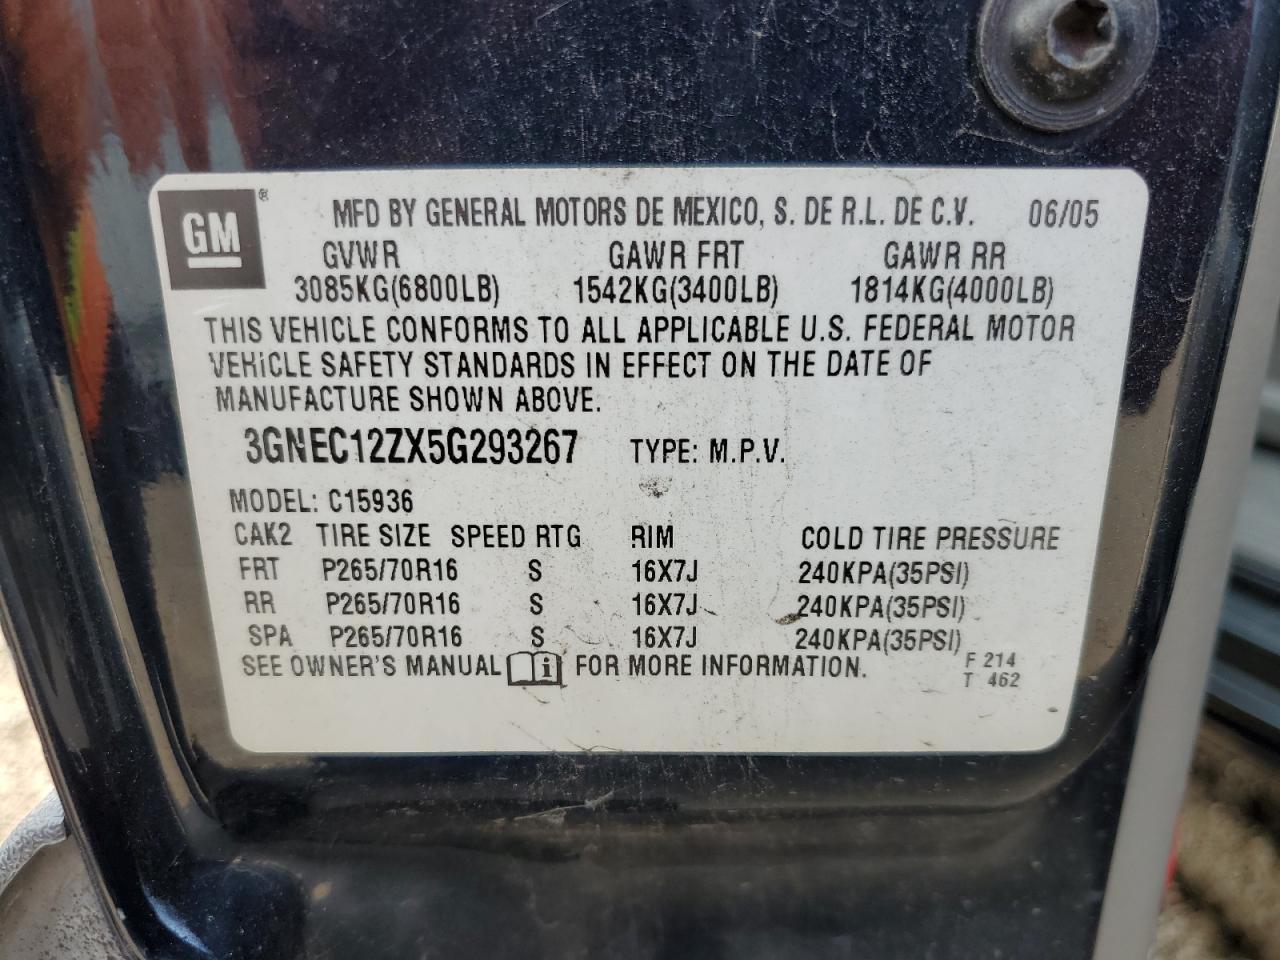 GM®
MFD BY GENERAL MOTORS DE MEXICO, S. DE R.L. DE C.V. 06/05
GVWR GAWR FRT GAWR RR
3085KG(6800LB) 1542KG(3400LB) 1814KG(4000LB)
THIS VEHICLE CONFORMS TO ALL APPLICABLE U.S. FEDERAL MOTOR
VEHICLE SAFETY STANDARDS IN EFFECT ON THE DATE OF
MANUFACTURE SHOWN ABOVE.
3GNEC12ZX5G293267 TYPE: M.P.V.
MODEL: C15936
CAK2 TIRE SIZE SPEED RTG RIM COLD TIRE PRESSURE
FRT P265/70R16 S 16X7J 240KPA(35PSI)
RR P265/70R16 S 16X7J 240KPA(35PSI)
SPA P265/70R16 S 16X7J 240KPA(35PSI)
SEE OWNER'S MANUAL i FOR MORE INFORMATION. F 214
T 462